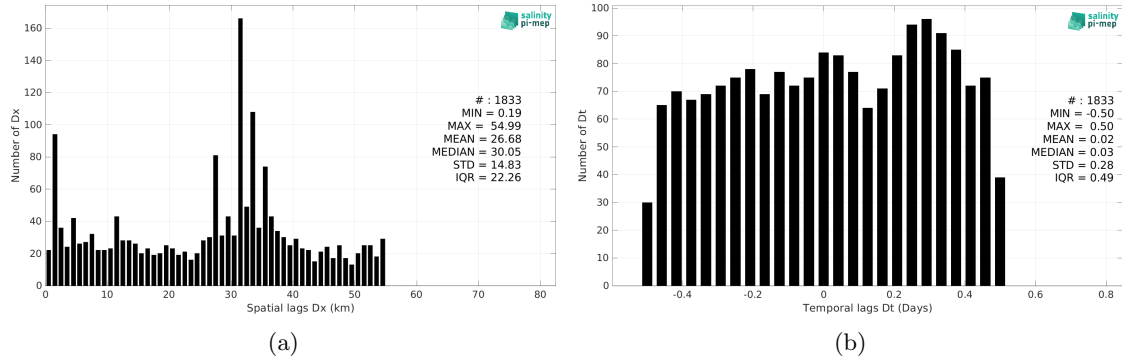 160
140
120
100
80
60
40
20
0
Number of Dx
0 10 20 30 40 50 60 70 80
Spatial lags Dx (km)
salinity
pi-mep
# : 1833
MIN = 0.19
MAX = 54.99
MEAN = 26.68
MEDIAN = 30.05
STD = 14.83
IQR = 22.26
(a)
100
90
80
70
60
50
40
30
20
10
0
Number of Dt
-0.4 -0.2 0 0.2 0.4 0.6 0.8
Temporal lags Dt (Days)
salinity
pi-mep
# : 1833
MIN = -0.50
MAX = 0.50
MEAN = 0.02
MEDIAN = 0.03
STD = 0.28
IQR = 0.49
(b)